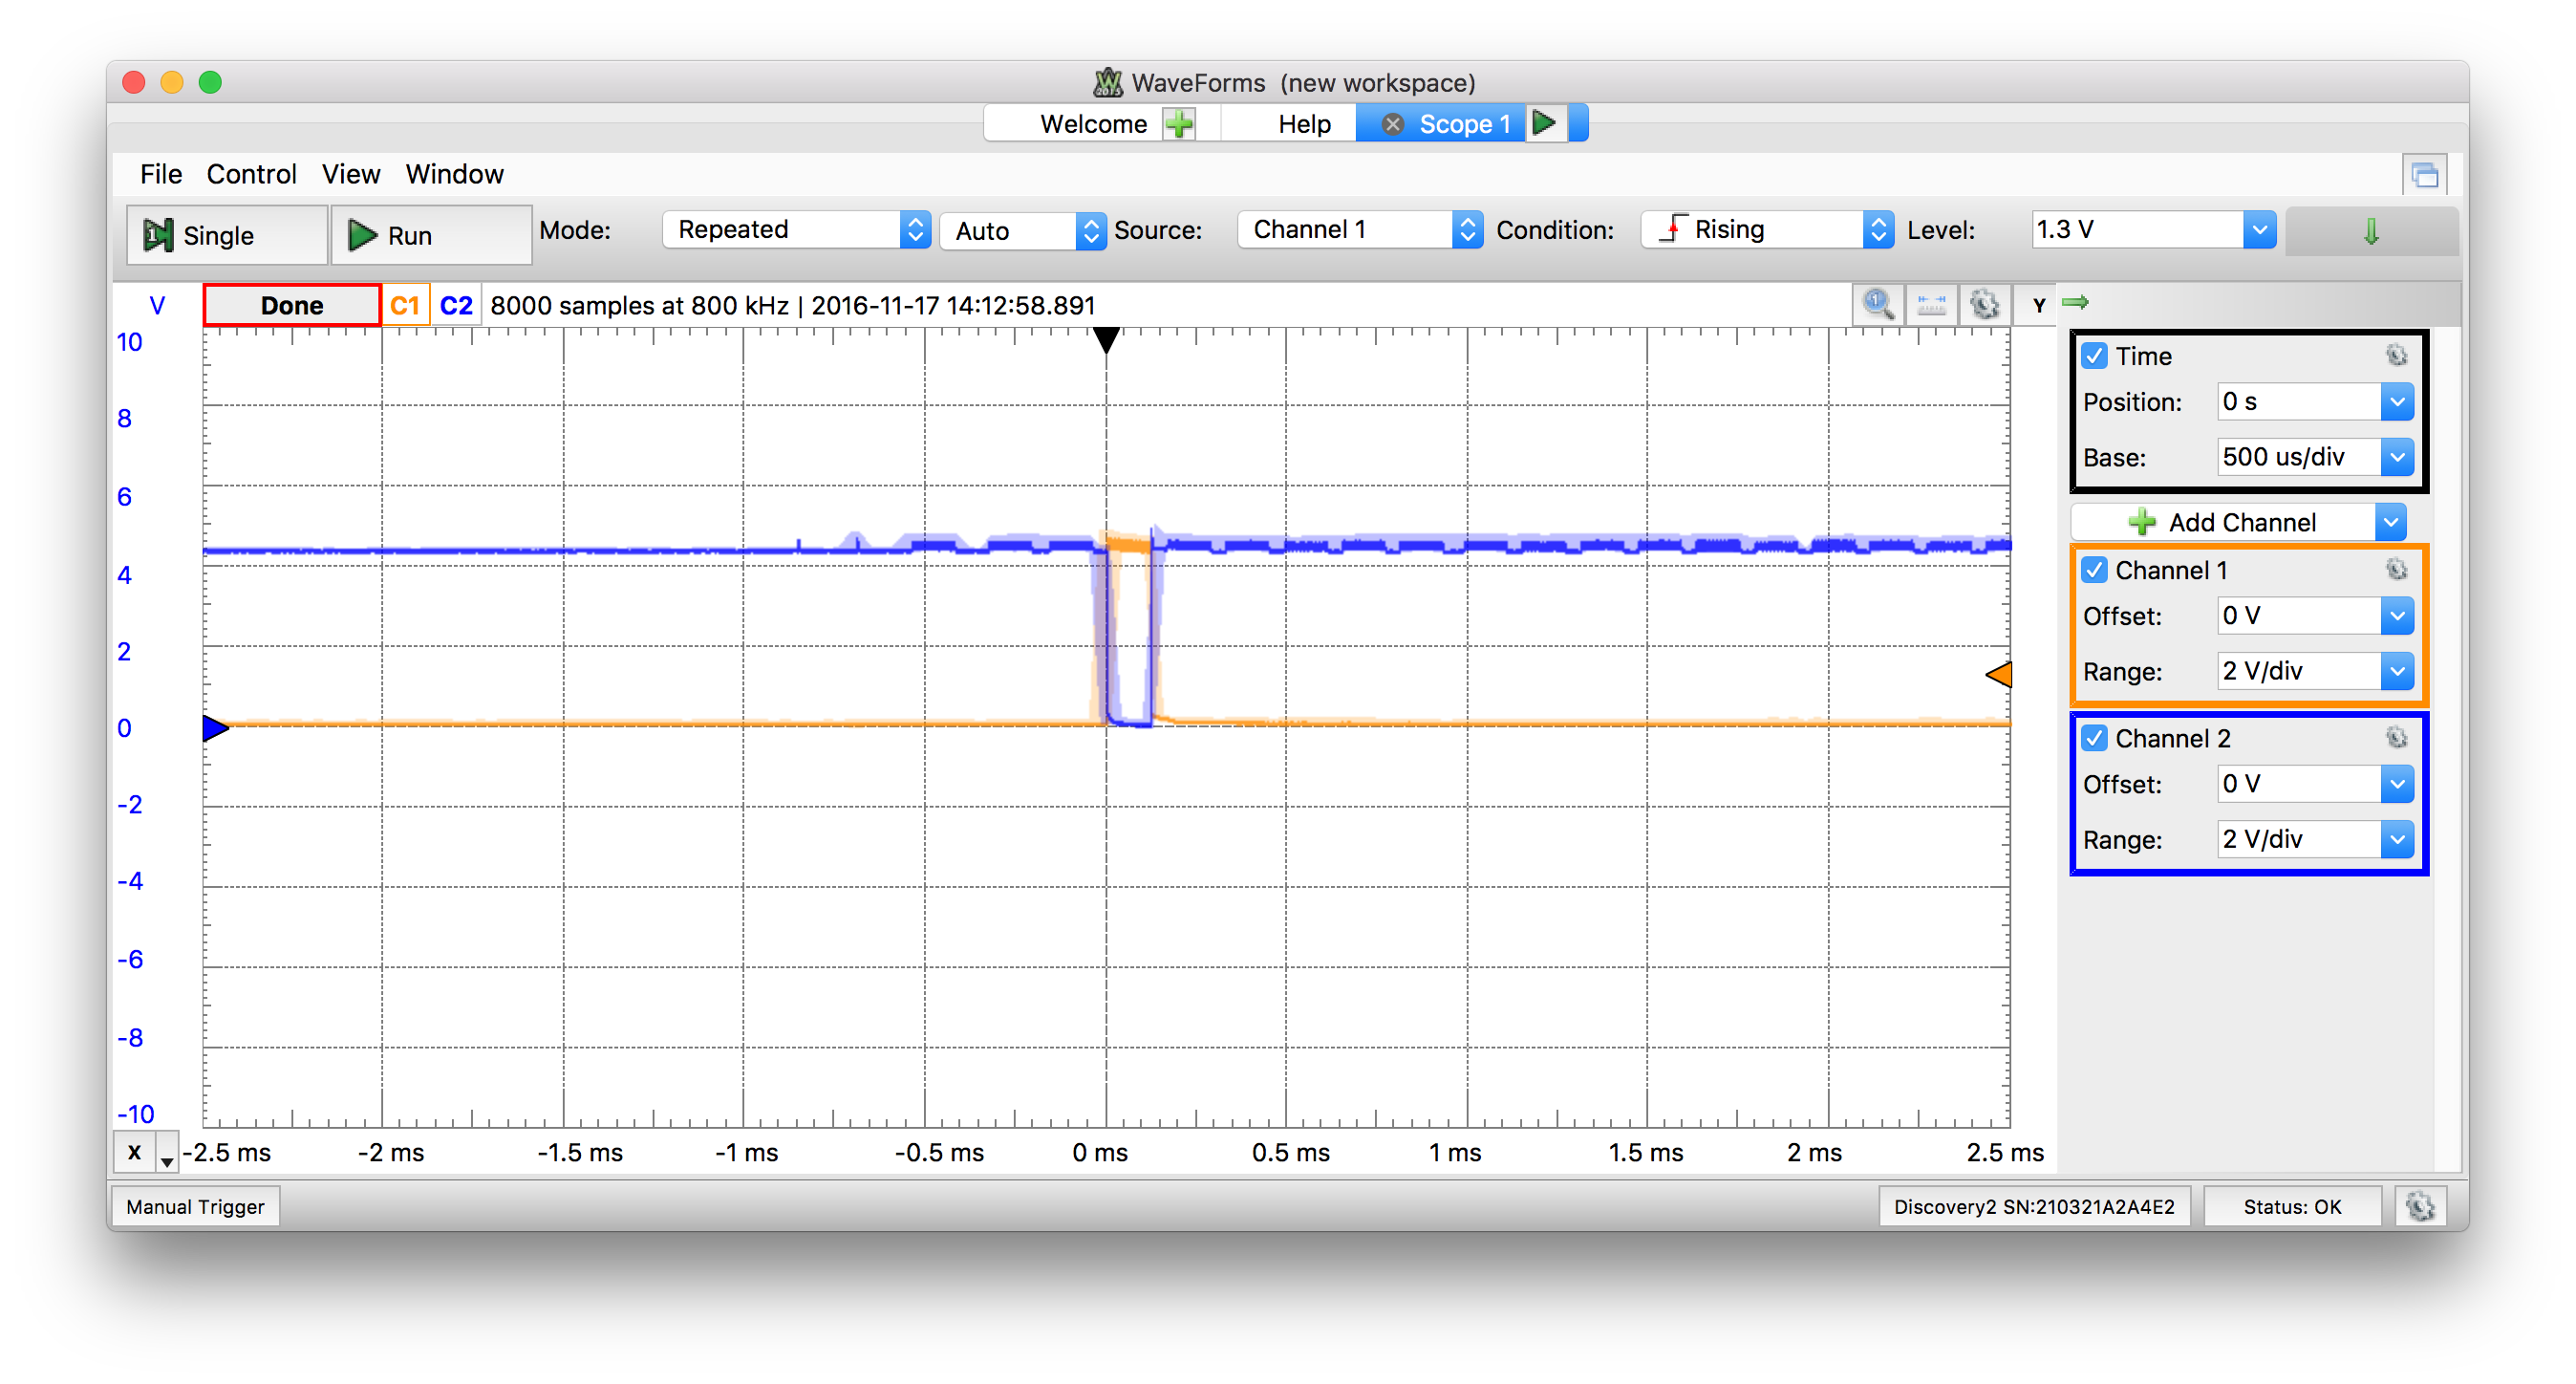 WaveForms (new workspace)
Welcome Help Scope 1
File Control View Window
Single Run Mode: Repeated Auto Source: Channel 1 Condition: Rising Level: 1.3 V
V Done C1 C2 8000 samples at 800 kHz | 2016-11-17 14:12:58.891 Y
10
8
6
4
2
0
-2
-4
-6
-8
-10
X -2.5 ms -2 ms -1.5 ms -1 ms -0.5 ms 0 ms 0.5 ms 1 ms 1.5 ms 2 ms 2.5 ms
Time
Position: 0 s
Base: 500 us/div
Add Channel
Channel 1
Offset: 0 V
Range: 2 V/div
Channel 2
Offset: 0 V
Range: 2 V/div
Manual Trigger Discovery2 SN:210321A2A4E2 Status: OK